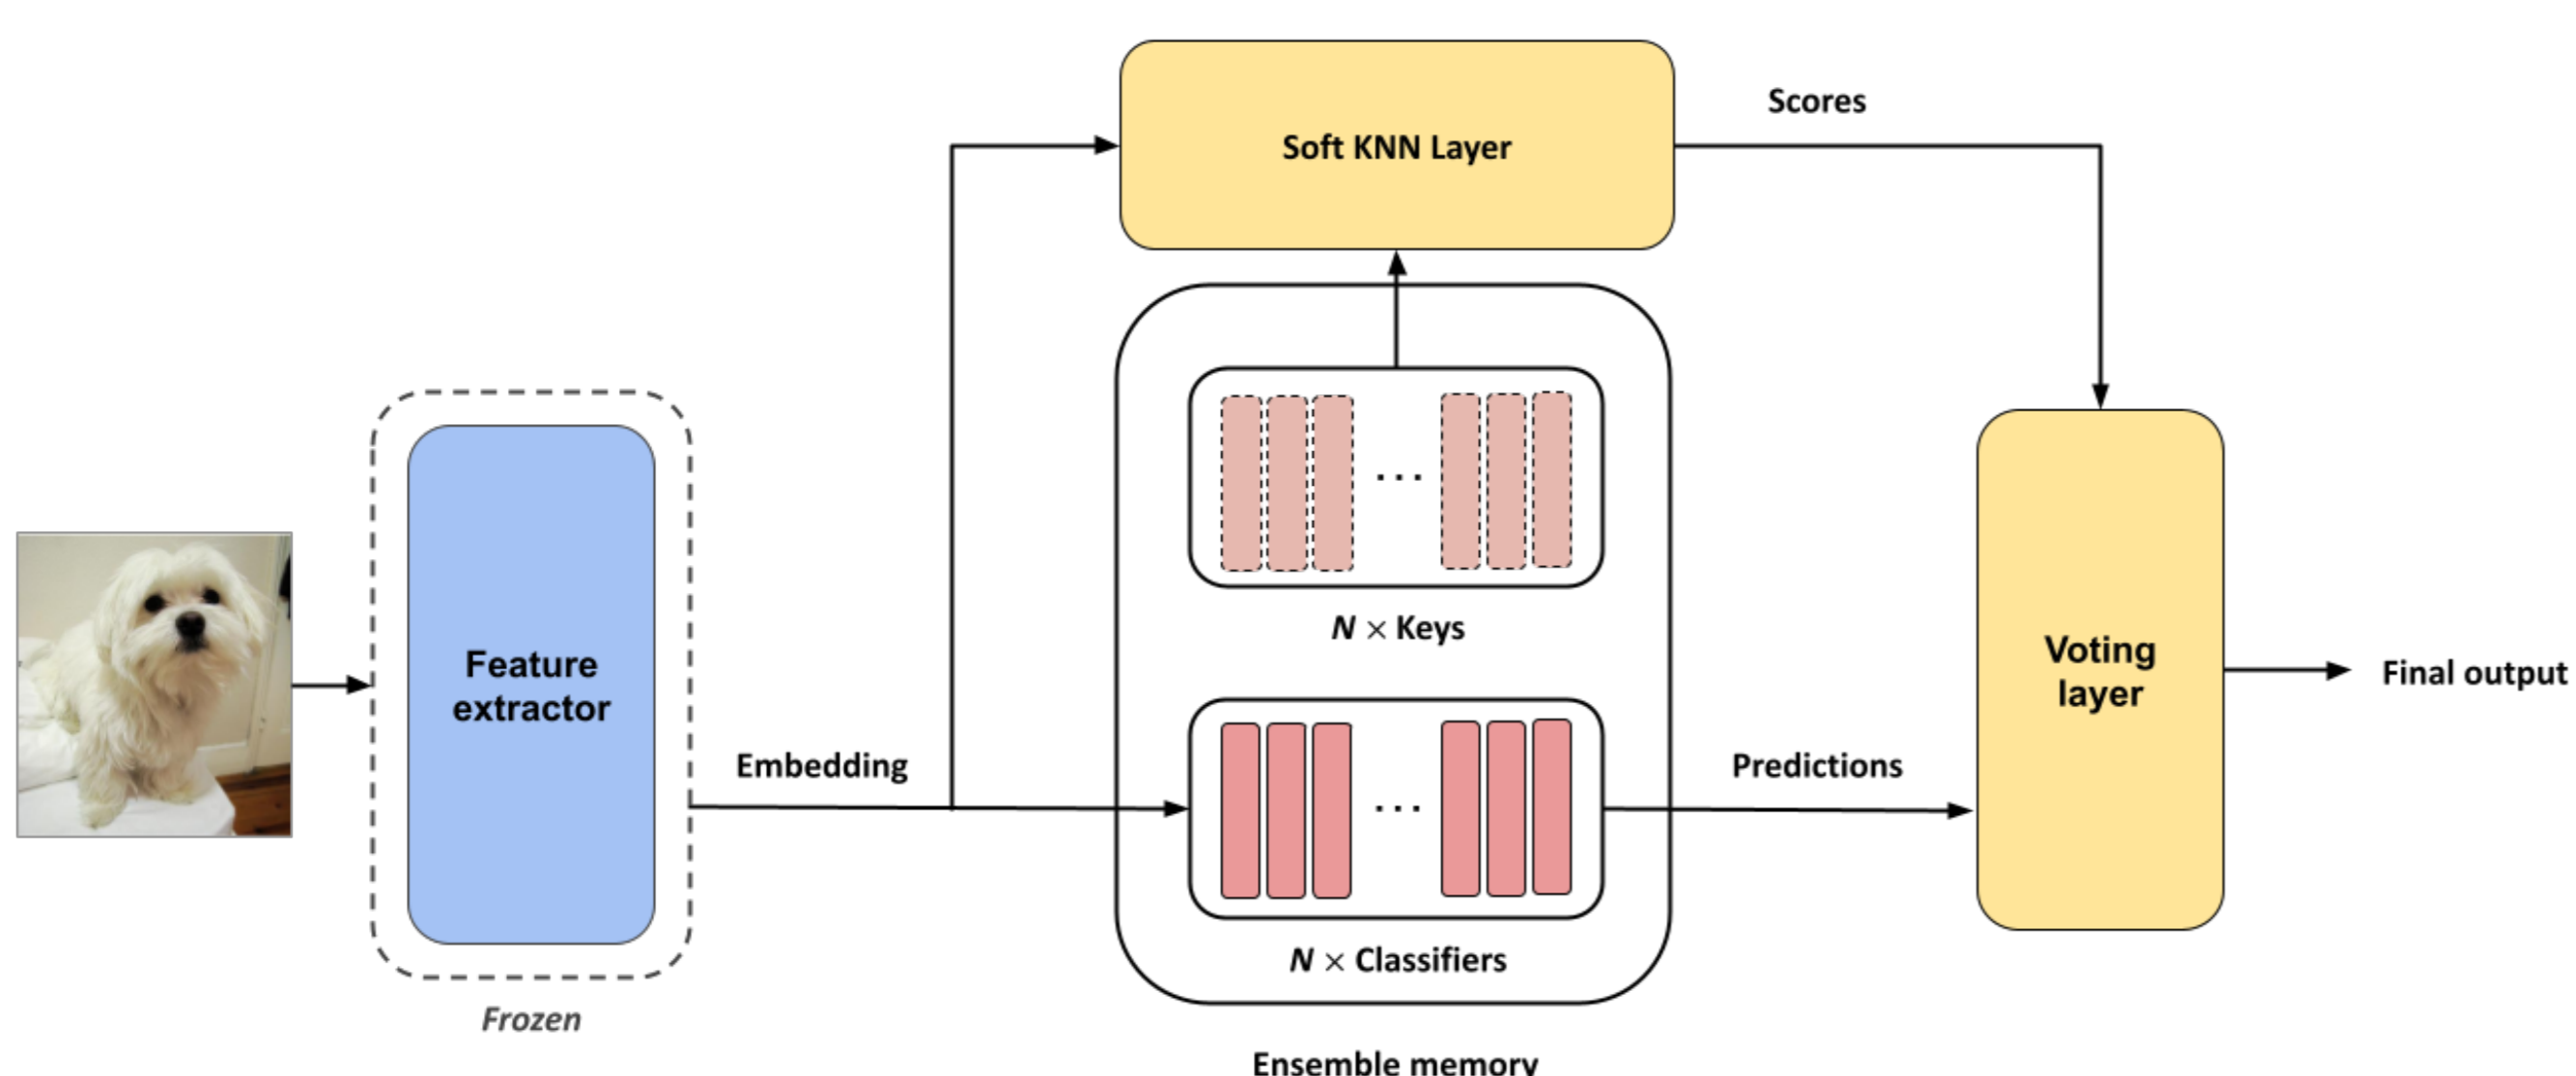 Soft KNN Layer
Scores
Feature
extractor
Frozen
Embedding
...
N × Keys
...
N × Classifiers
Ensemble memory
Predictions
Voting
layer
Final output